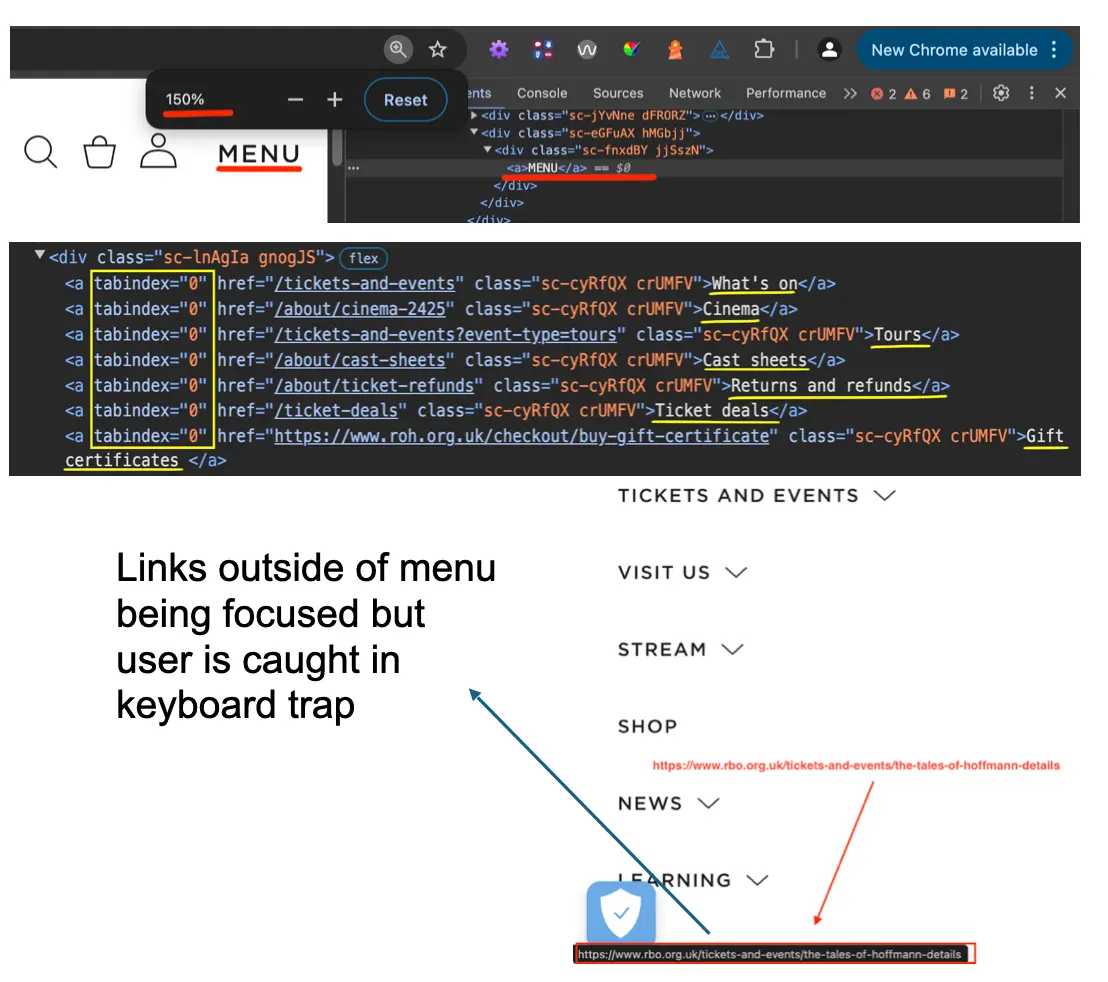 New Chrome available
150%
Reset
ents Console Sources Network Performance 2 6 2
<div class="sc-jYvNne dFRORZ">…</div>
<div class="sc-eGFuAX hMGbjj">
<div class="sc-fnxdBY jjSszN">
MENU
<a>MENU</a> == $0
</div>
</div>
</div>
<div class="sc-lnAgIa gnogJS"> flex
<a tabindex="0" href="/tickets-and-events" class="sc-cyRfQX crUMFV">What's on</a>
<a tabindex="0" href="/about/cinema-2425" class="sc-cyRfQX crUMFV">Cinema</a>
<a tabindex="0" href="/tickets-and-events?event-type=tours" class="sc-cyRfQX crUMFV">Tours</a>
<a tabindex="0" href="/about/cast-sheets" class="sc-cyRfQX crUMFV">Cast sheets</a>
<a tabindex="0" href="/about/ticket-refunds" class="sc-cyRfQX crUMFV">Returns and refunds</a>
<a tabindex="0" href="/ticket-deals" class="sc-cyRfQX crUMFV">Ticket deals</a>
<a tabindex="0" href="https://www.roh.org.uk/checkout/buy-gift-certificate" class="sc-cyRfQX crUMFV">Gift
certificates </a>
TICKETS AND EVENTS
Links outside of menu
being focused but
user is caught in
keyboard trap
VISIT US
STREAM
SHOP
https://www.rbo.org.uk/tickets-and-events/the-tales-of-hoffmann-details
NEWS
LEARNING
https://www.rbo.org.uk/tickets-and-events/the-tales-of-hoffmann-details